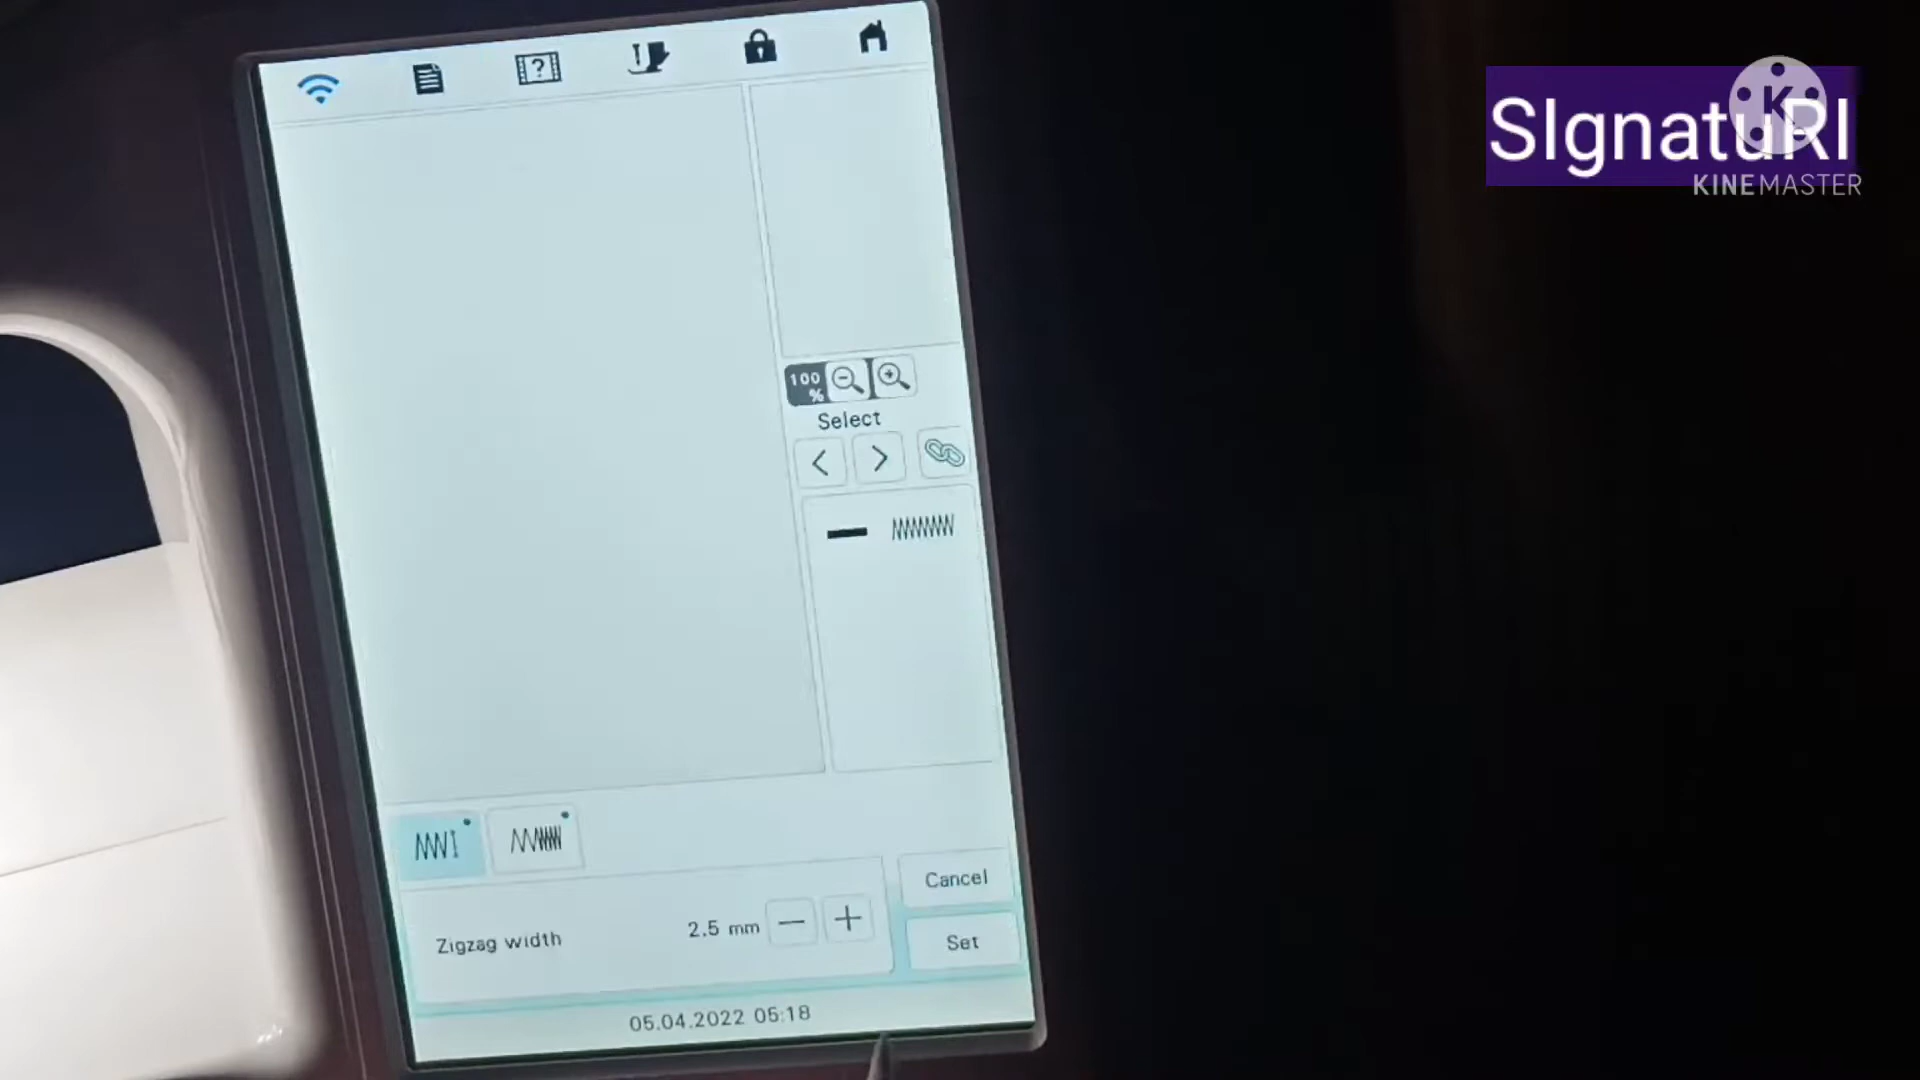 SIgnatuRI
KINEMASTER
?
100
%
Select
Cancel
Zigzag width 2.5 mm
Set
05.04.2022 05:18